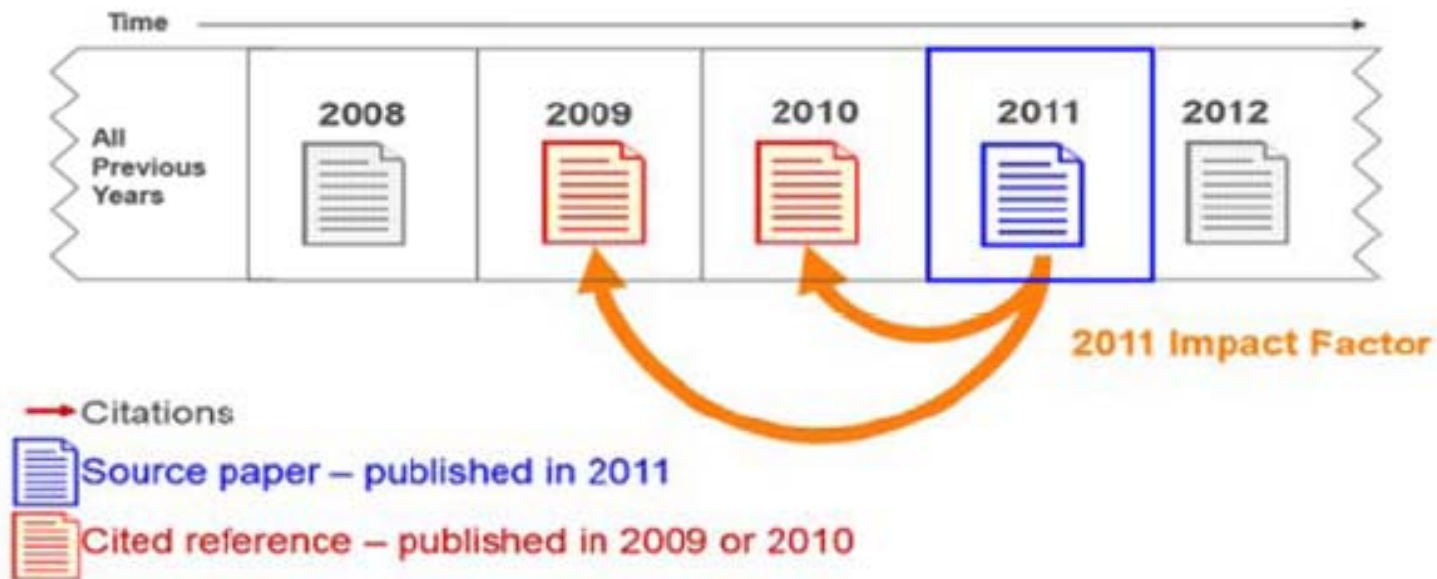 Time
All
Previous
Years
2008
2009
2010
2011
2012
2011 Impact Factor
Citations
Source paper – published in 2011
Cited reference – published in 2009 or 2010